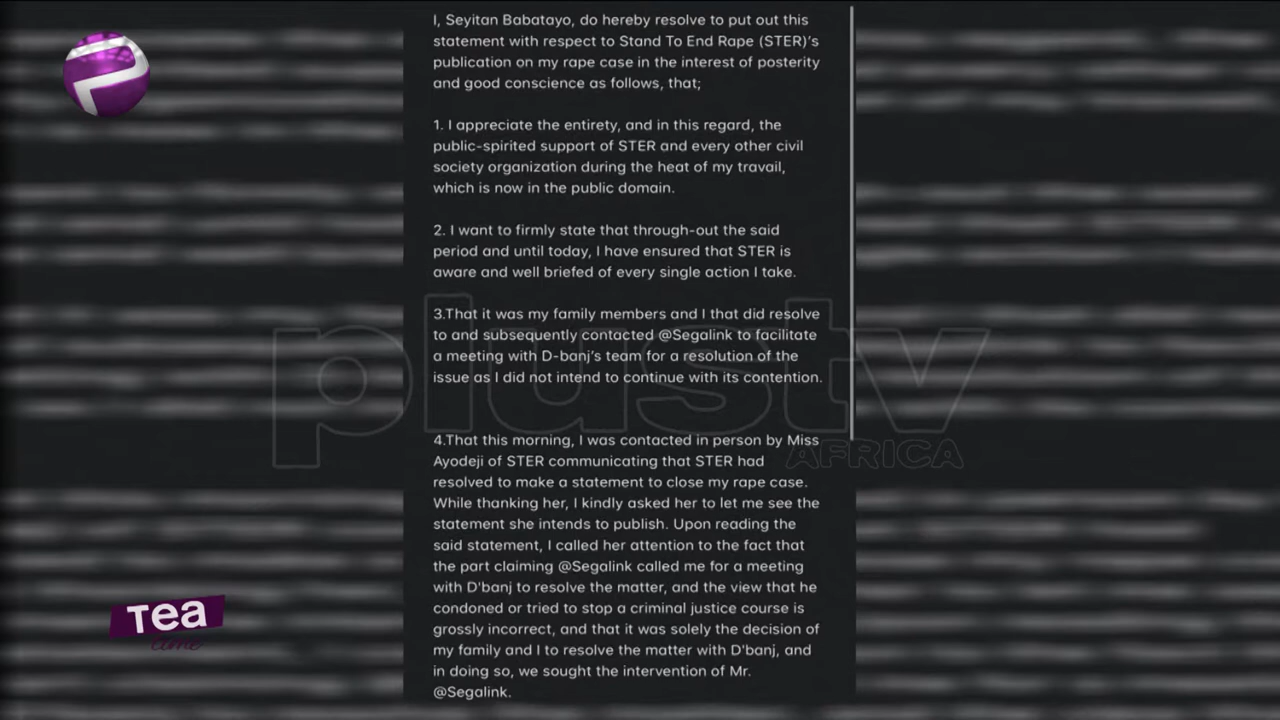 I, Seyitan Babatayo, do hereby resolve to put out this
statement with respect to Stand To End Rape (STER)'s
publication on my rape case in the interest of posterity
and good conscience as follows, that;
1. I appreciate the entirety, and in this regard, the
public-spirited support of STER and every other civil
society organization during the heat of my travail,
which is now in the public domain.
2. I want to firmly state that through-out the said
period and until today, I have ensured that STER is
aware and well briefed of every single action I take.
3.That it was my family members and I that did resolve
to and subsequently contacted @Segalink to facilitate
a meeting with D-banj's team for a resolution of the
issue as I did not intend to continue with its contention.
4.That this morning, I was contacted in person by Miss
Ayodeji of STER communicating that STER had
resolved to make a statement to close my rape case.
While thanking her, I kindly asked her to let me see the
statement she intends to publish. Upon reading the
said statement, I called her attention to the fact that
the part claiming @Segalink called me for a meeting
with D'banj to resolve the matter, and the view that he
condoned or tried to stop a criminal justice course is
grossly incorrect, and that it was solely the decision of
my family and I to resolve the matter with D'banj, and
in doing so, we sought the intervention of Mr.
@Segalink.
plustv
AFRICA
Tea
time